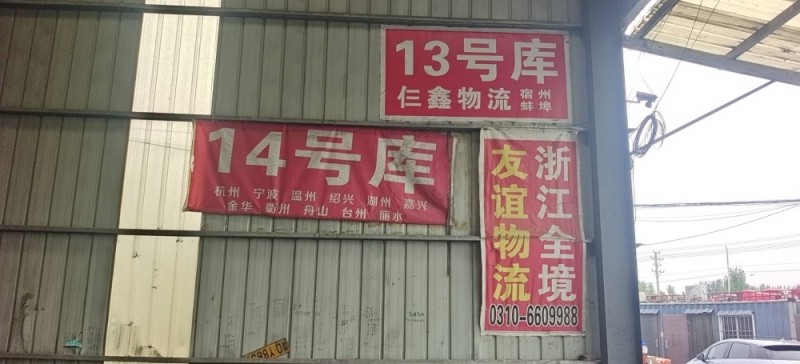 13号库
仨鑫物流 宿州
蚌埠
14号库
杭州 宁波 温州 绍兴 湖州 嘉兴
金华 衢州 舟山 台州 丽水
浙江全境
友谊物流
0310-6609988